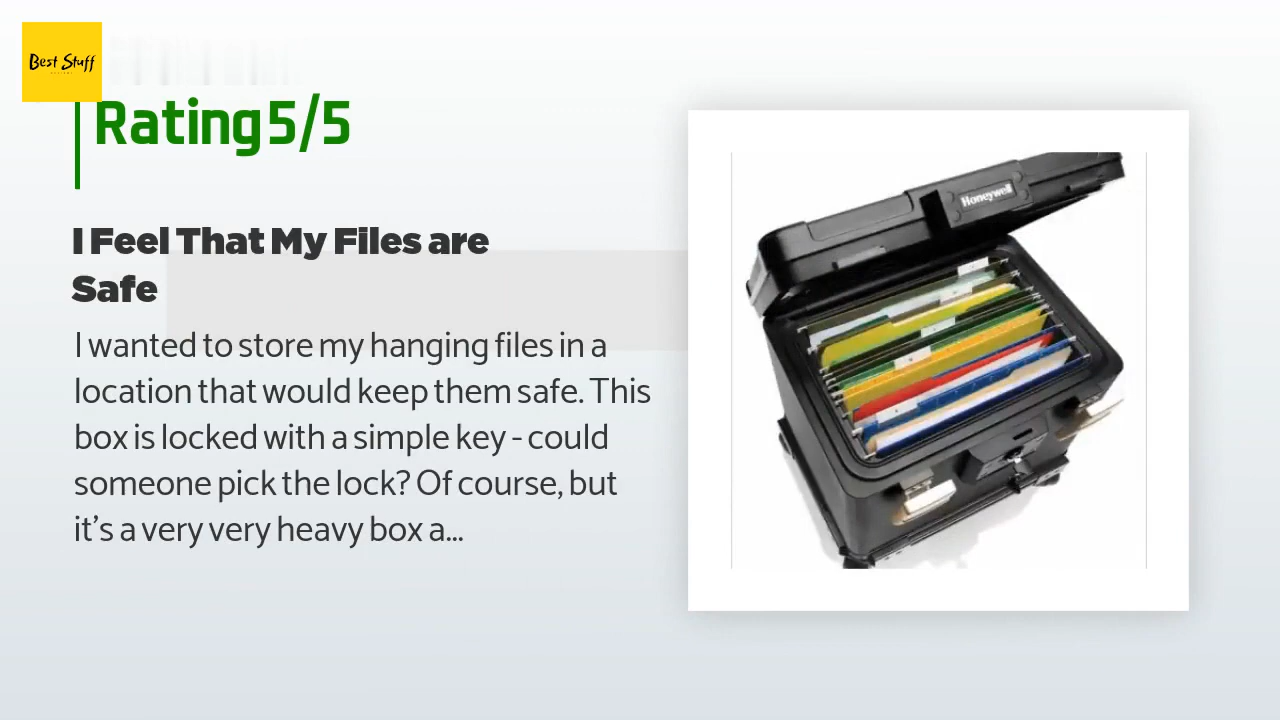 Best Stuff
Rating 5/5
I Feel That My Files are
Safe
I wanted to store my hanging files in a
location that would keep them safe. This
box is locked with a simple key - could
someone pick the lock? Of course, but
it's a very very heavy box a...
Honeywell